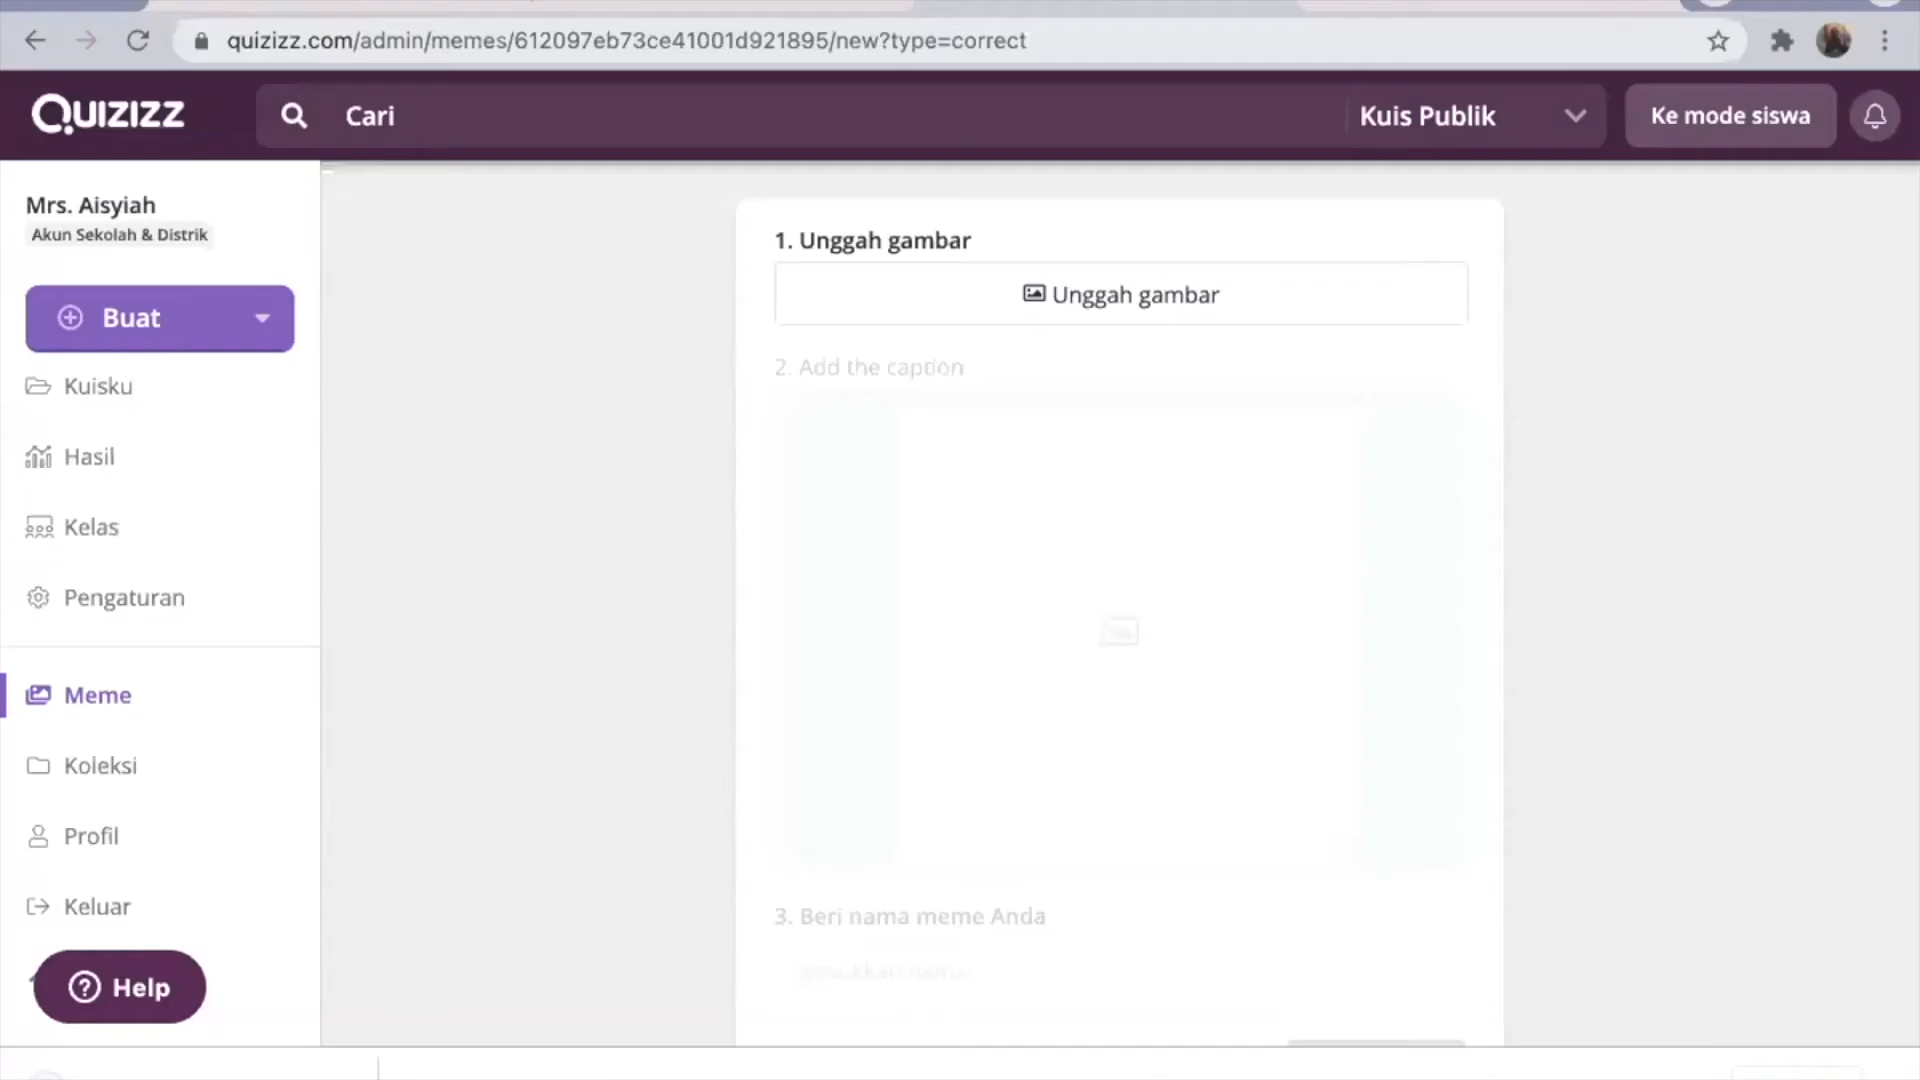 quizizz.com/admin/memes/612097eb73ce41001d921895/new?type=correct
QUIZIZZ
Cari
Kuis Publik
Ke mode siswa
Mrs. Aisyiah
Akun Sekolah & Distrik
Buat
Kuisku
Hasil
Kelas
Pengaturan
Meme
Koleksi
Profil
Keluar
? Help
1. Unggah gambar
Unggah gambar
2. Add the caption
3. Beri nama meme Anda